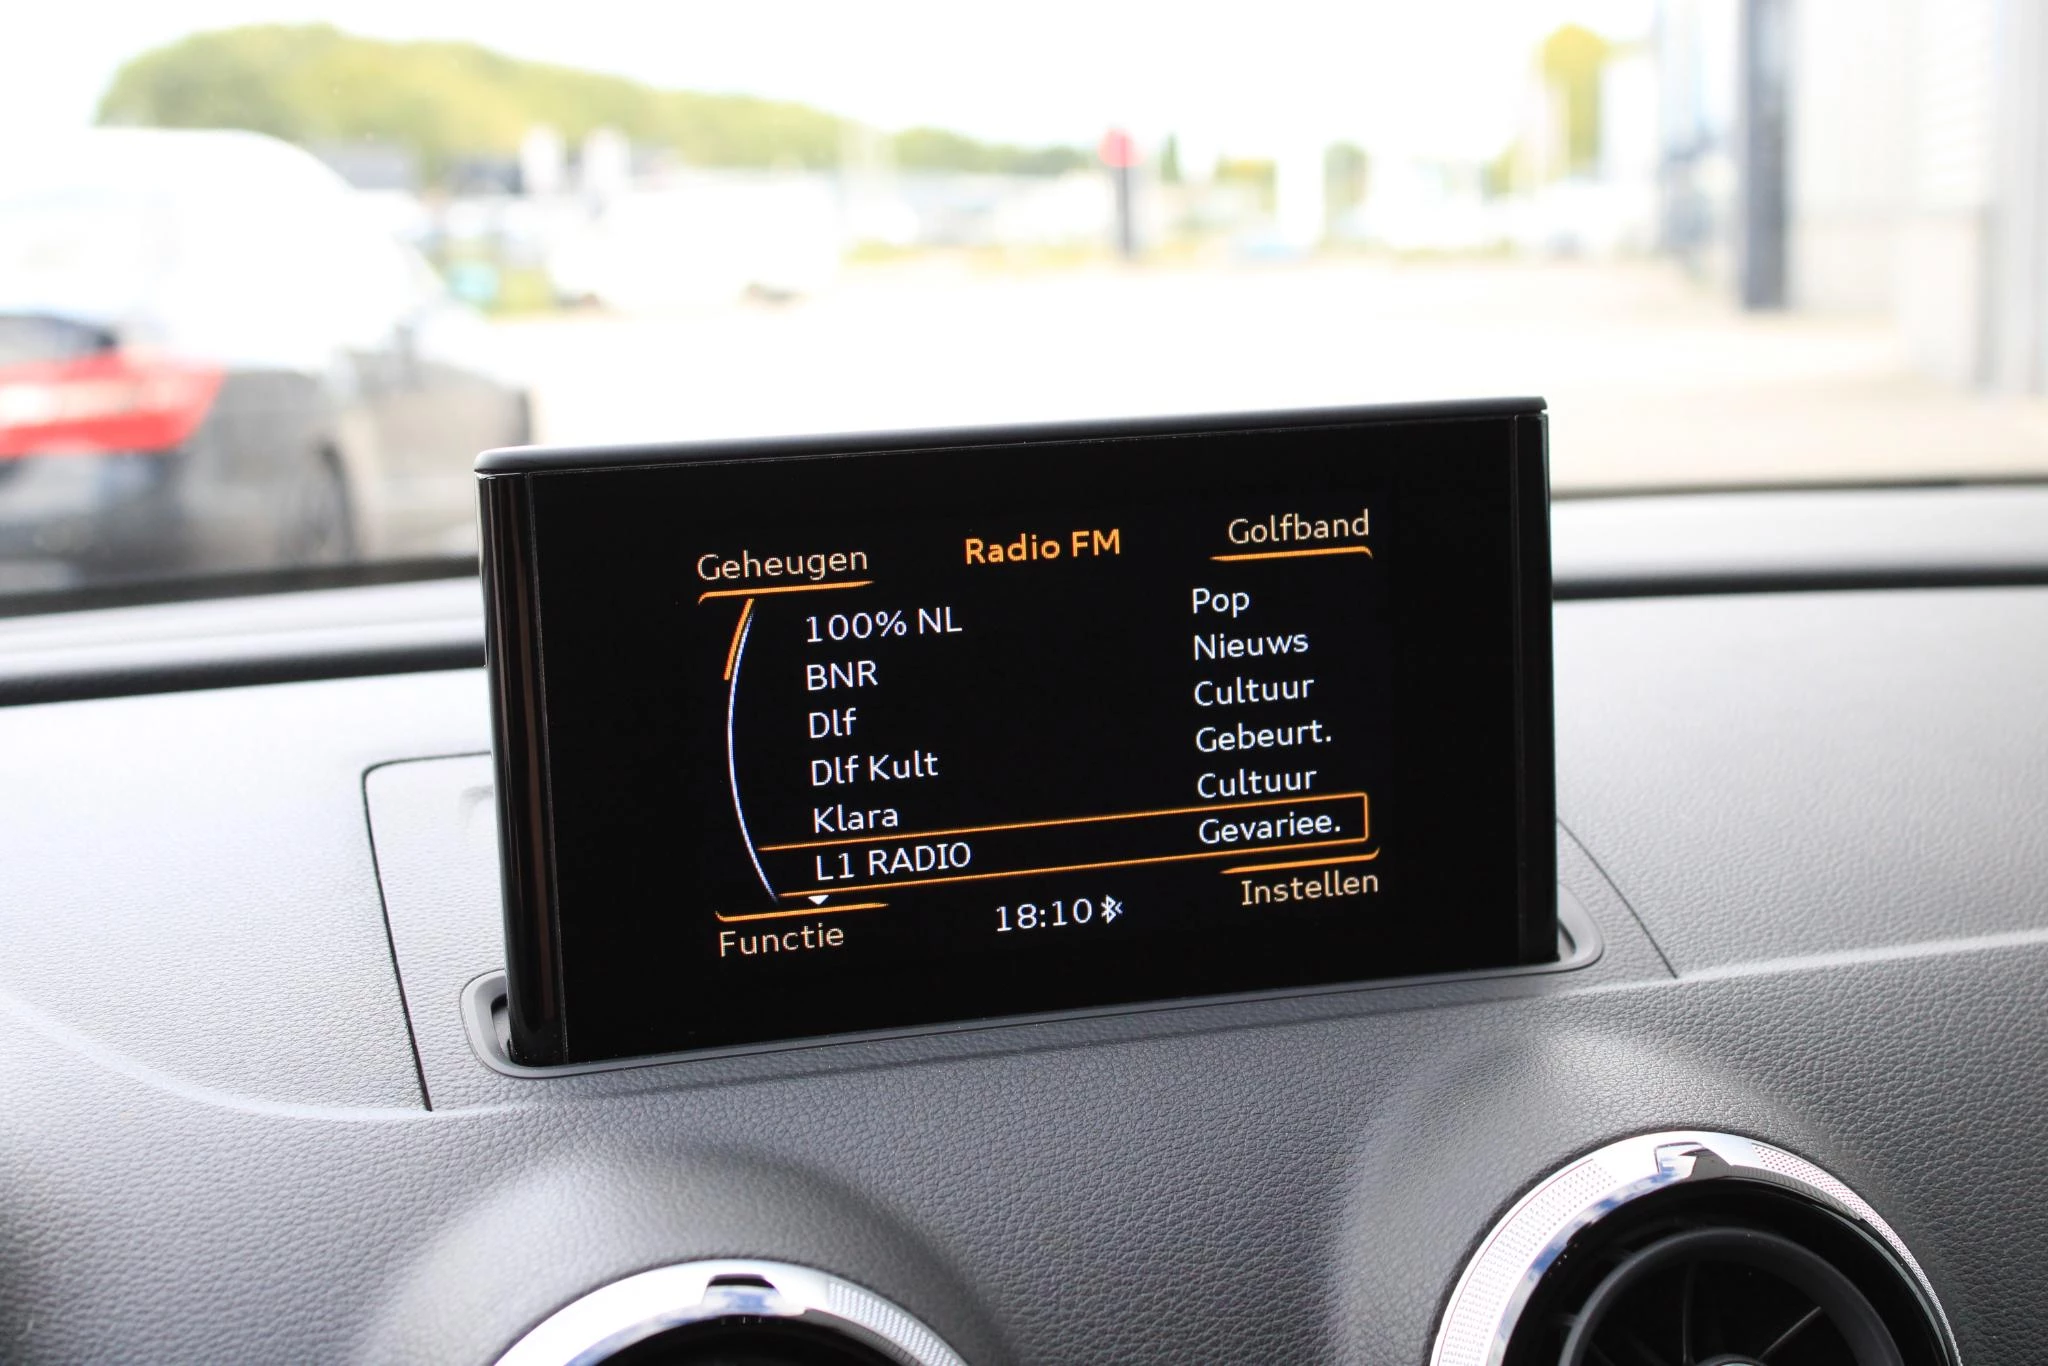 Geheugen Radio FM Golfband
100% NL Pop
BNR Nieuws
Dlf Cultuur
Dlf Kult Gebeurt.
Klara Cultuur
L1 RADIO Gevariee.
Functie 18:10 Instellen